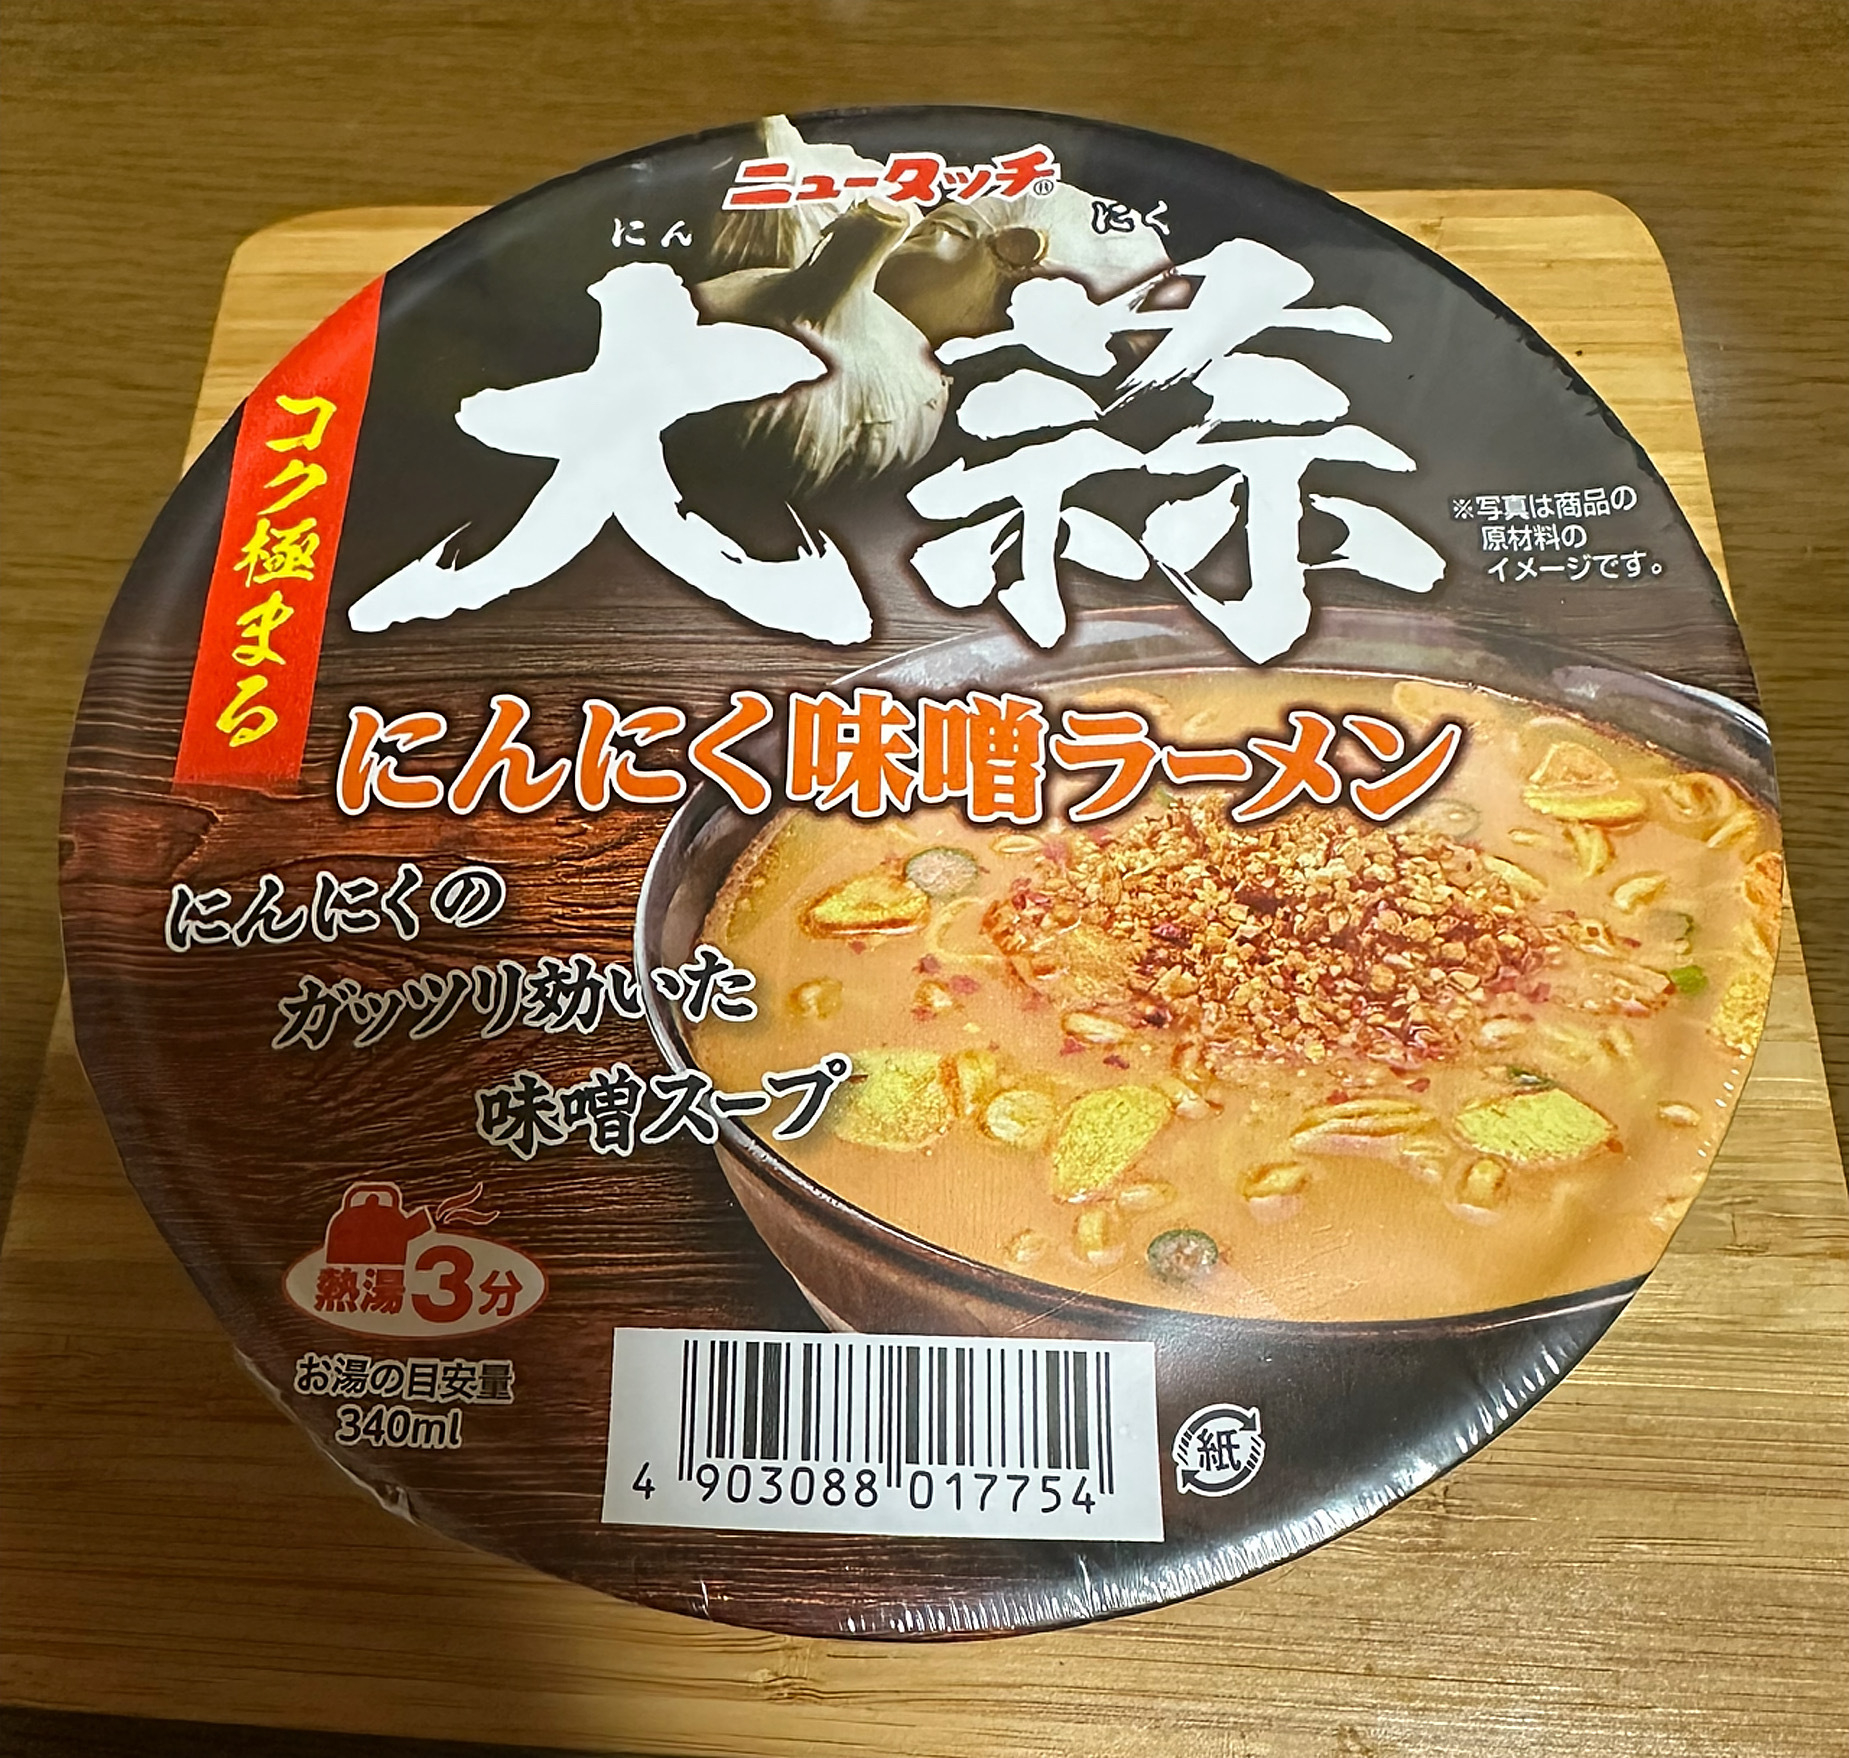 ニュータッチ®
にん にく
大蒜
コク極まる
※写真は商品の
原材料の
イメージです。
にんにく味噌ラーメン
にんにくの
ガッツリ効いた
味噌スープ
熱湯3分
お湯の目安量
340ml
4 903088 017754
紙